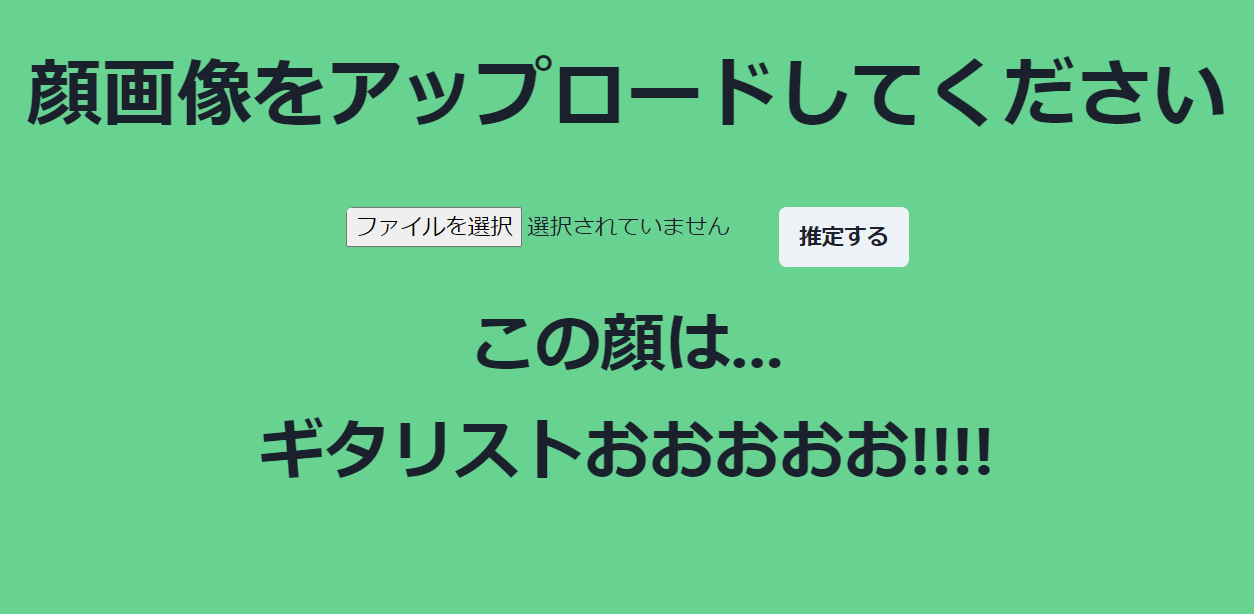 顔画像をアップロードしてください
ファイルを選択 選択されていません 推定する
この顔は...
ギタリストおおおおお!!!!